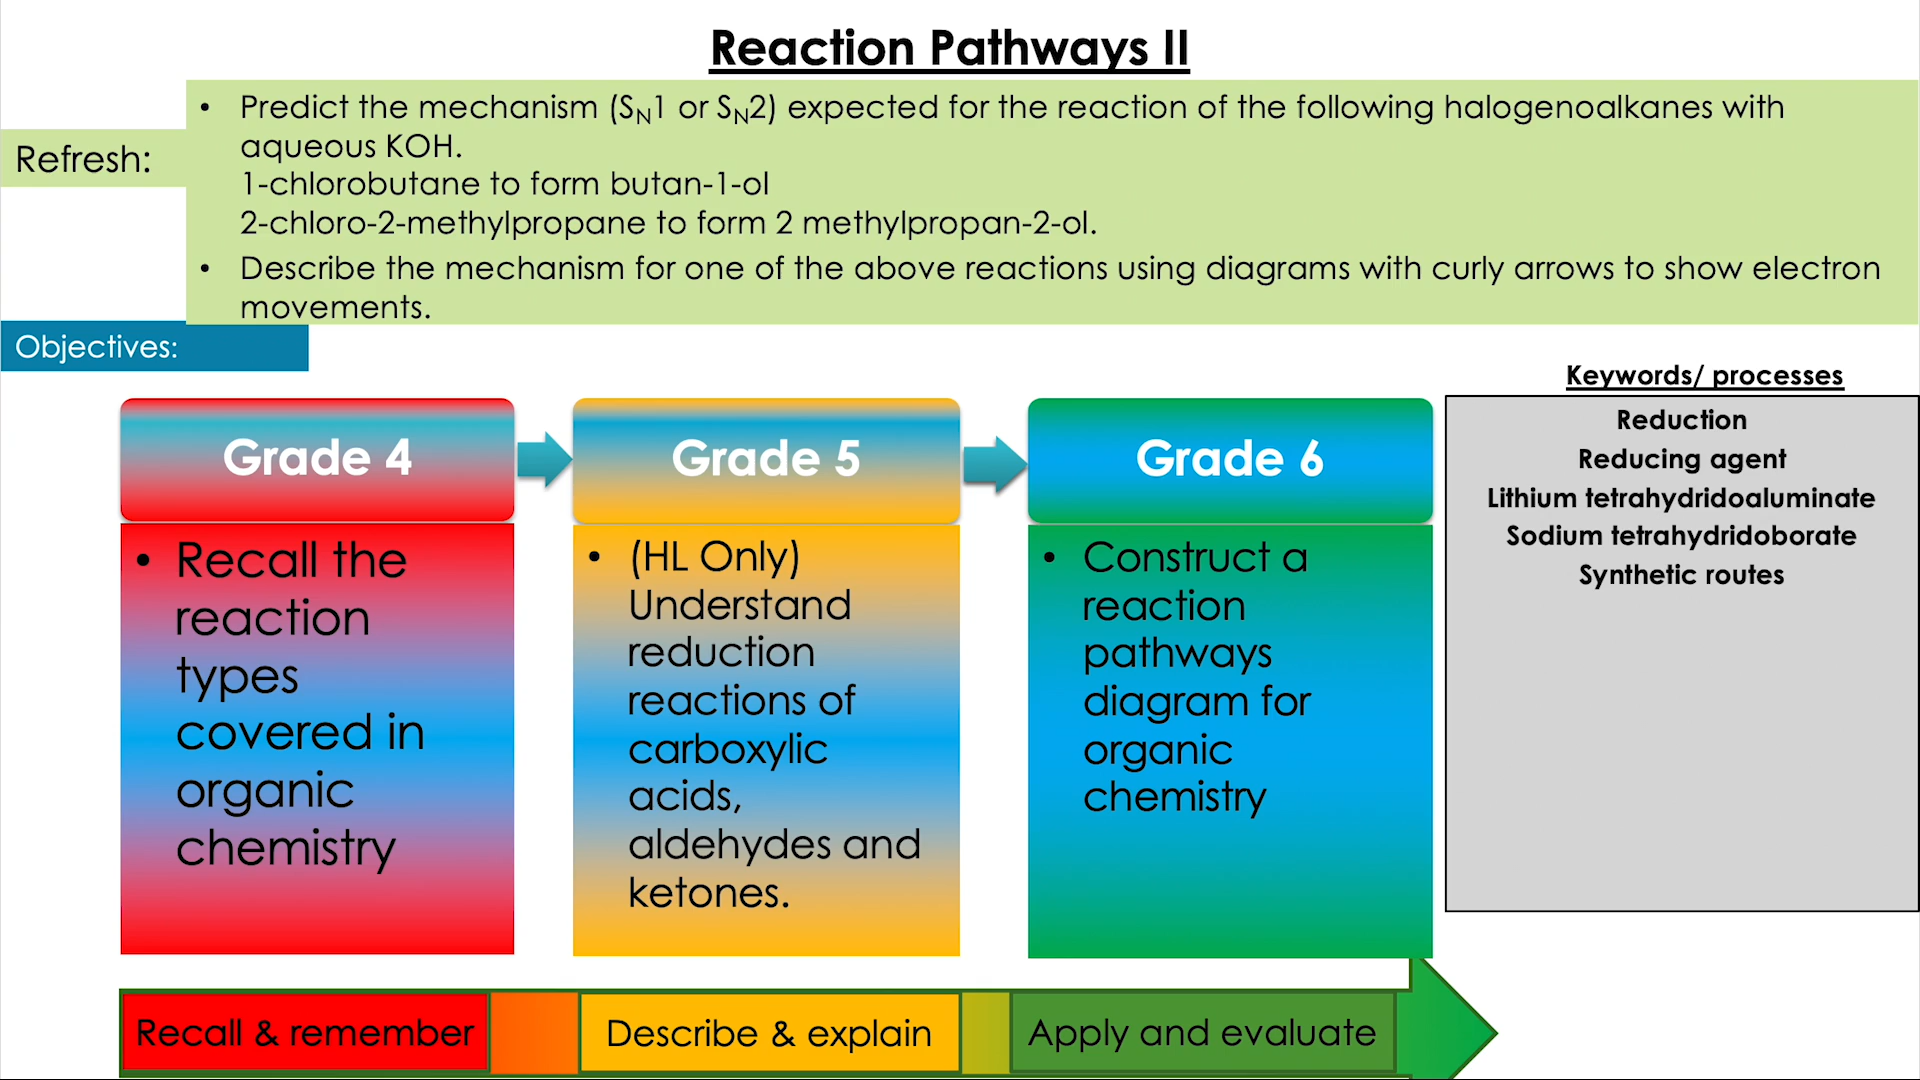 Reaction Pathways II
Refresh:
• Predict the mechanism (SN1 or SN2) expected for the reaction of the following halogenoalkanes with
aqueous KOH.
1-chlorobutane to form butan-1-ol
2-chloro-2-methylpropane to form 2 methylpropan-2-ol.
• Describe the mechanism for one of the above reactions using diagrams with curly arrows to show electron
movements.
Objectives:
Grade 4
• Recall the
reaction
types
covered in
organic
chemistry
Grade 5
• (HL Only)
Understand
reduction
reactions of
carboxylic
acids,
aldehydes and
ketones.
Grade 6
• Construct a
reaction
pathways
diagram for
organic
chemistry
Keywords/ processes
Reduction
Reducing agent
Lithium tetrahydridoaluminate
Sodium tetrahydridoborate
Synthetic routes
Recall & remember
Describe & explain
Apply and evaluate